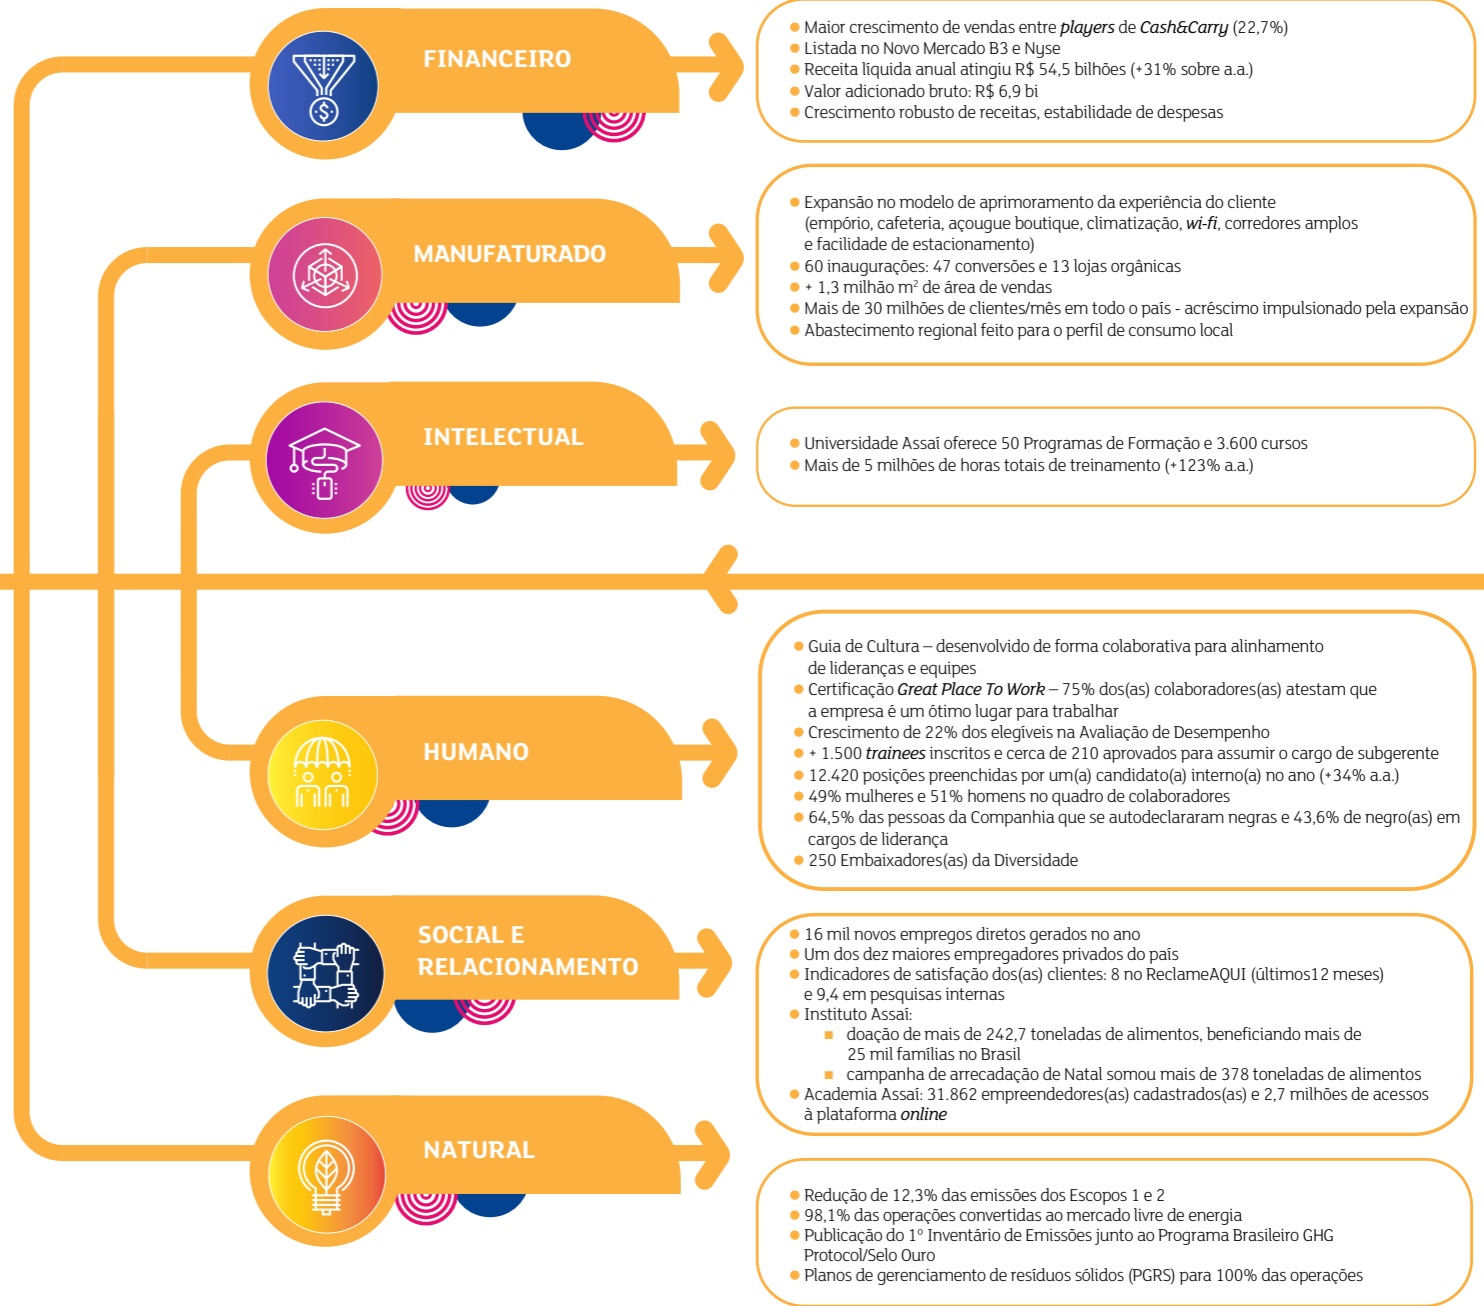 FINANCEIRO
● Maior crescimento de vendas entre players de Cash&Carry (22,7%)
● Listada no Novo Mercado B3 e Nyse
● Receita líquida anual atingiu R$ 54,5 bilhões (+31% sobre a.a.)
● Valor adicionado bruto: R$ 6,9 bi
● Crescimento robusto de receitas, estabilidade de despesas
MANUFATURADO
● Expansão no modelo de aprimoramento da experiência do cliente
(empório, cafeteria, açougue boutique, climatização, wi-fi, corredores amplos
e facilidade de estacionamento)
● 60 inaugurações: 47 conversões e 13 lojas orgânicas
● + 1,3 milhão m² de área de vendas
● Mais de 30 milhões de clientes/mês em todo o país - acréscimo impulsionado pela expansão
● Abastecimento regional feito para o perfil de consumo local
INTELECTUAL
● Universidade Assaí oferece 50 Programas de Formação e 3.600 cursos
● Mais de 5 milhões de horas totais de treinamento (+123% a.a.)
HUMANO
● Guia de Cultura – desenvolvido de forma colaborativa para alinhamento
de lideranças e equipes
● Certificação Great Place To Work – 75% dos(as) colaboradores(as) atestam que
a empresa é um ótimo lugar para trabalhar
● Crescimento de 22% dos elegíveis na Avaliação de Desempenho
● + 1.500 trainees inscritos e cerca de 210 aprovados para assumir o cargo de subgerente
● 12.420 posições preenchidas por um(a) candidato(a) interno(a) no ano (+34% a.a.)
● 49% mulheres e 51% homens no quadro de colaboradores
● 64,5% das pessoas da Companhia que se autodeclararam negras e 43,6% de negro(as) em
cargos de liderança
● 250 Embaixadores(as) da Diversidade
SOCIAL E
RELACIONAMENTO
● 16 mil novos empregos diretos gerados no ano
● Um dos dez maiores empregadores privados do país
● Indicadores de satisfação dos(as) clientes: 8 no ReclameAQUI (últimos12 meses)
e 9,4 em pesquisas internas
● Instituto Assaí:
■ doação de mais de 242,7 toneladas de alimentos, beneficiando mais de
25 mil famílias no Brasil
■ campanha de arrecadação de Natal somou mais de 378 toneladas de alimentos
● Academia Assaí: 31.862 empreendedores(as) cadastrados(as) e 2,7 milhões de acessos
à plataforma online
NATURAL
● Redução de 12,3% das emissões dos Escopos 1 e 2
● 98,1% das operações convertidas ao mercado livre de energia
● Publicação do 1º Inventário de Emissões junto ao Programa Brasileiro GHG
Protocol/Selo Ouro
● Planos de gerenciamento de resíduos sólidos (PGRS) para 100% das operações